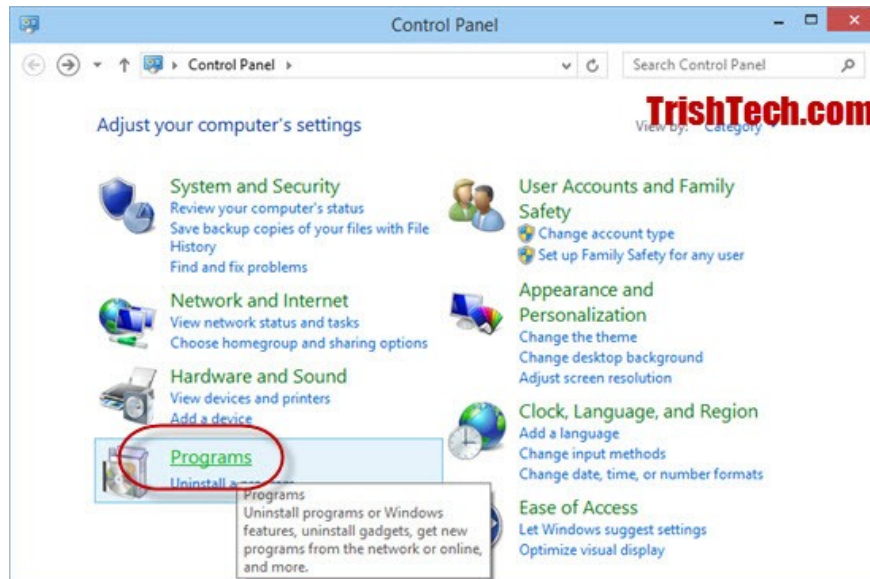 Control Panel
Control Panel
Search Control Panel
TrishTech.com
Adjust your computer's settings
View by: Category
System and Security
Review your computer's status
Save backup copies of your files with File
History
Find and fix problems
Network and Internet
View network status and tasks
Choose homegroup and sharing options
Hardware and Sound
View devices and printers
Add a device
Programs
Uninstall a program
Programs
Uninstall programs or Windows
features, uninstall gadgets, get new
programs from the network or online,
and more.
User Accounts and Family
Safety
Change account type
Set up Family Safety for any user
Appearance and
Personalization
Change the theme
Change desktop background
Adjust screen resolution
Clock, Language, and Region
Add a language
Change input methods
Change date, time, or number formats
Ease of Access
Let Windows suggest settings
Optimize visual display